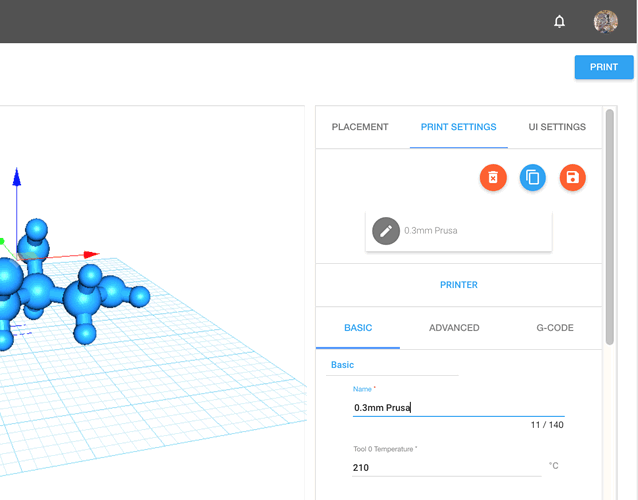 PRINT
PLACEMENT PRINT SETTINGS UI SETTINGS
0.3mm Prusa
PRINTER
BASIC ADVANCED G-CODE
Basic
Name *
0.3mm Prusa
11 / 140
Tool 0 Temperature *
210 °C